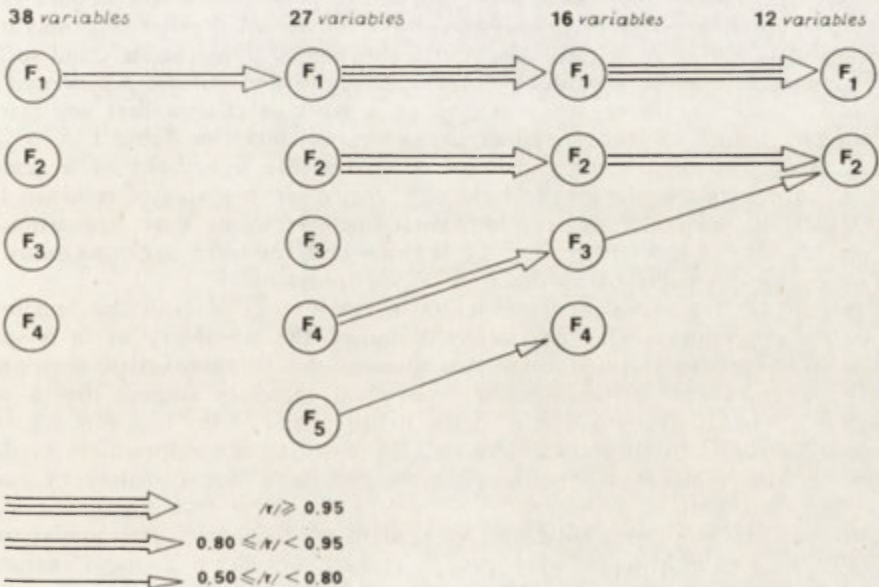 38 variables 27 variables 16 variables 12 variables
F1 F1 F1 F1
F2 F2 F2 F2
F3 F3 F3
F4 F4 F4
F5
/r/⩾ 0.95
0.80 ⩽/r/< 0.95
0,50 ⩽/r/< 0.80